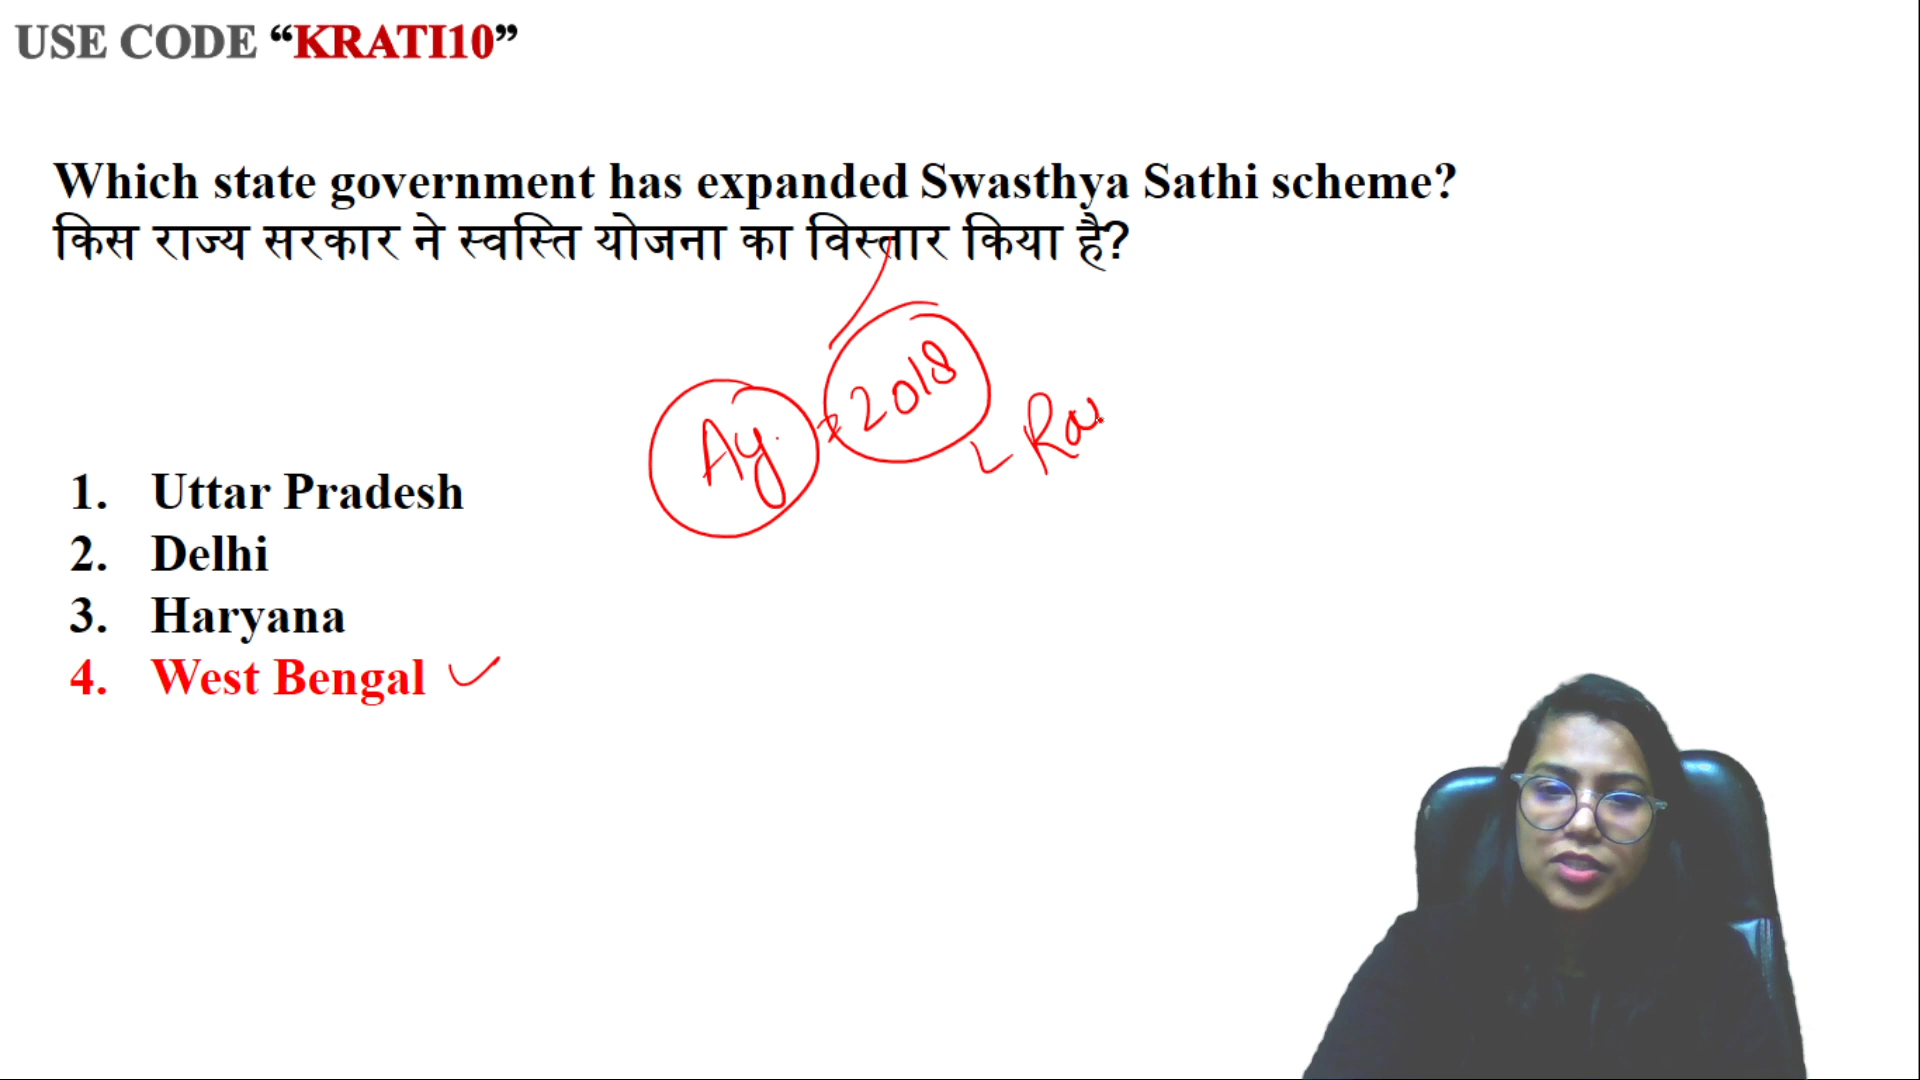 USE CODE “KRATI10”
Which state government has expanded Swasthya Sathi scheme?
किस राज्य सरकार ने स्वस्ति योजना का विस्तार किया है?
2018
Ay.
Ra
1. Uttar Pradesh
2. Delhi
3. Haryana
4. West Bengal